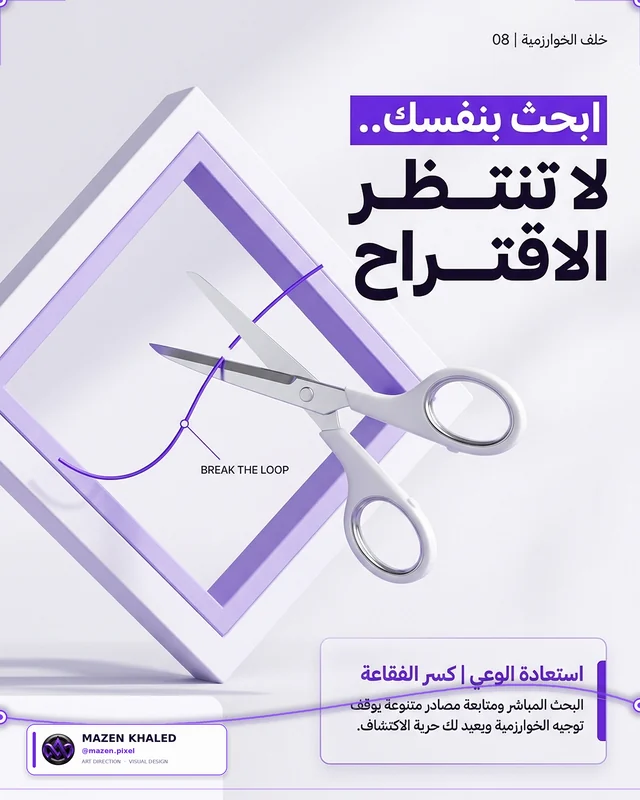 خلف الخوارزمية | 08
ابحث بنفسك..
لا تنتظر
الاقتراح
BREAK THE LOOP
استعادة الوعي | كسر الفقاعة
البحث المباشر ومتابعة مصادر متنوعة يوقف
توجيه الخوارزمية ويعيد لك حرية الاكتشاف.
MAZEN KHALED
@mazen.pixel
ART DIRECTION · VISUAL DESIGN